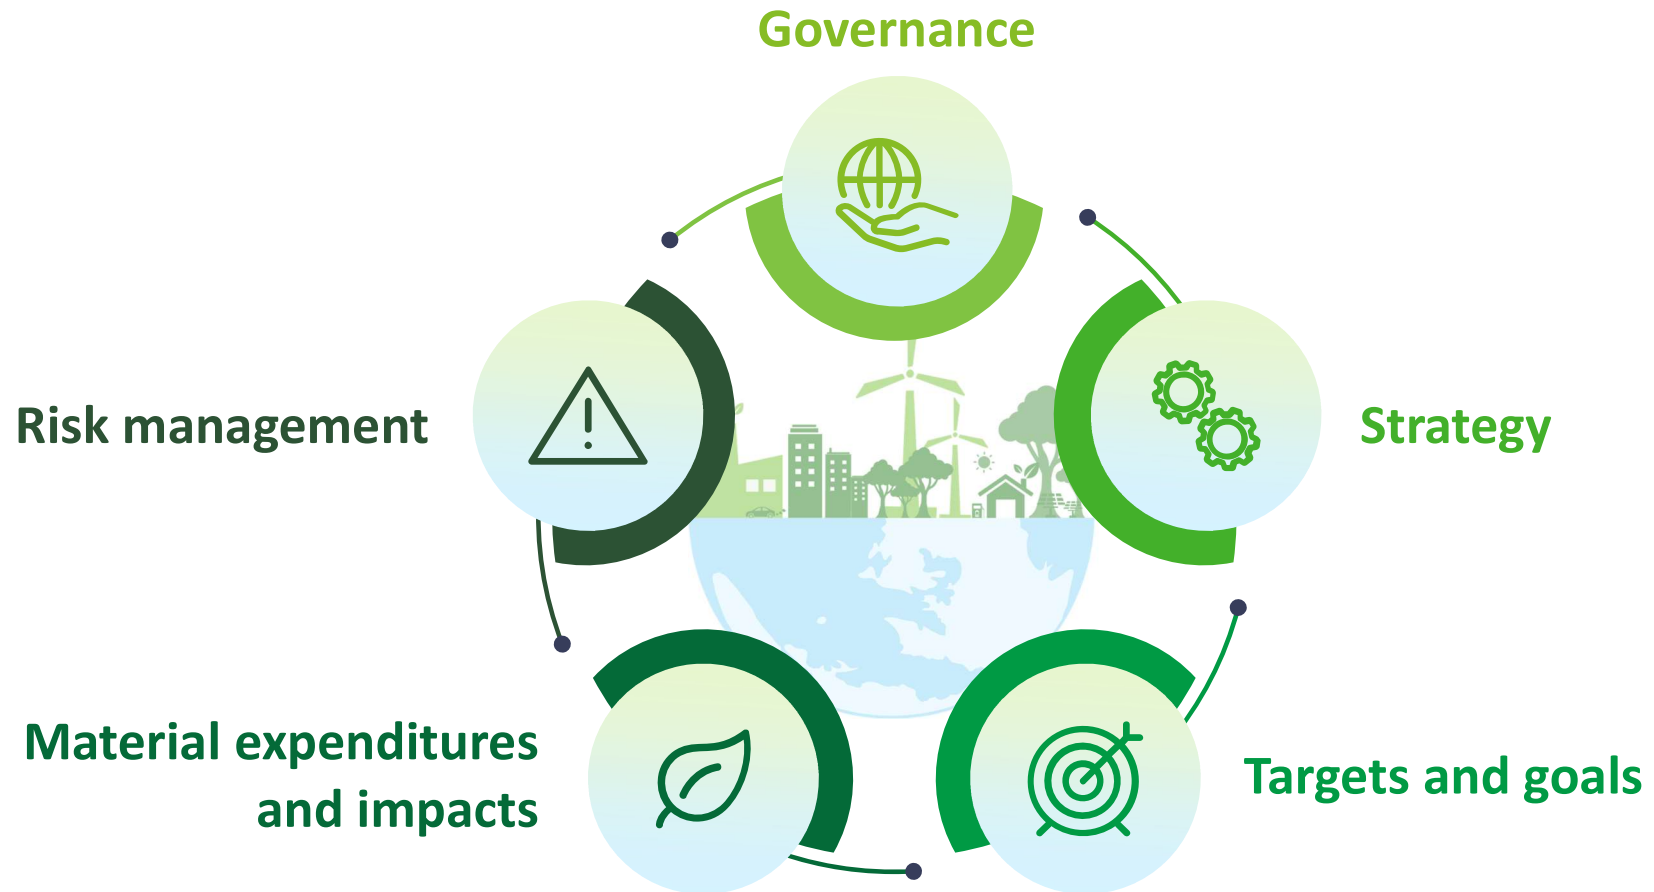 Governance
Risk management
Strategy
Material expenditures
and impacts
Targets and goals